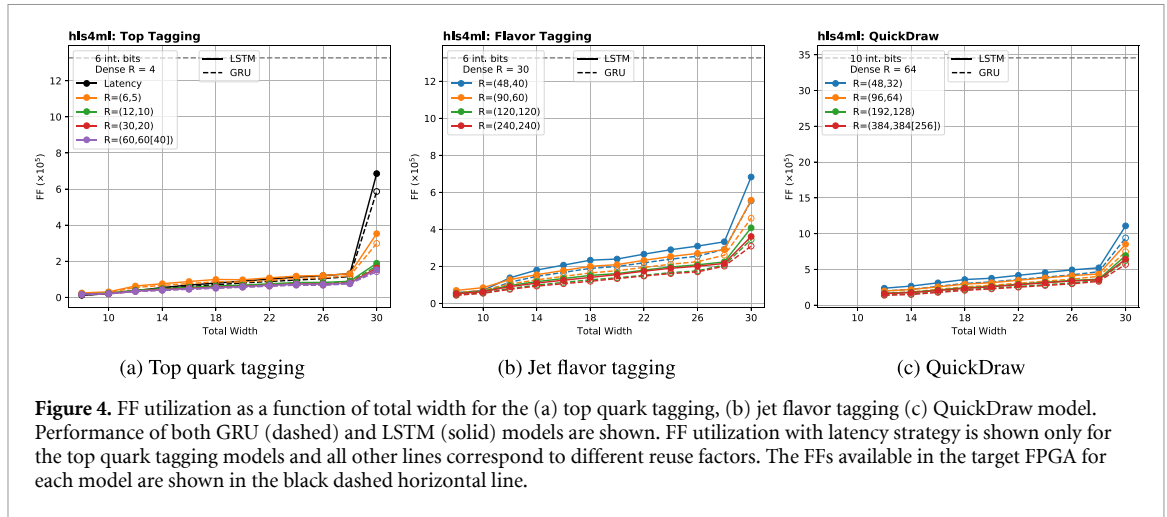 hls4ml: Top Tagging
6 int. bits
Dense R = 4
Latency
R=(6,5)
R=(12,10)
R=(30,20)
R=(60,60[40])
LSTM
GRU
12
10
8
6
4
2
0
FF (×10⁵)
10 14 18 22 26 30
Total Width
(a) Top quark tagging
hls4ml: Flavor Tagging
6 int. bits
Dense R = 30
R=(48,40)
R=(90,60)
R=(120,120)
R=(240,240)
LSTM
GRU
12
10
8
6
4
2
0
FF (×10⁵)
10 14 18 22 26 30
Total Width
(b) Jet flavor tagging
hls4ml: QuickDraw
10 int. bits
Dense R = 64
R=(48,32)
R=(96,64)
R=(192,128)
R=(384,384[256])
LSTM
GRU
35
30
25
20
15
10
5
0
FF (×10⁵)
10 14 18 22 26 30
Total Width
(c) QuickDraw
Figure 4. FF utilization as a function of total width for the (a) top quark tagging, (b) jet flavor tagging (c) QuickDraw model.
Performance of both GRU (dashed) and LSTM (solid) models are shown. FF utilization with latency strategy is shown only for
the top quark tagging models and all other lines correspond to different reuse factors. The FFs available in the target FPGA for
each model are shown in the black dashed horizontal line.